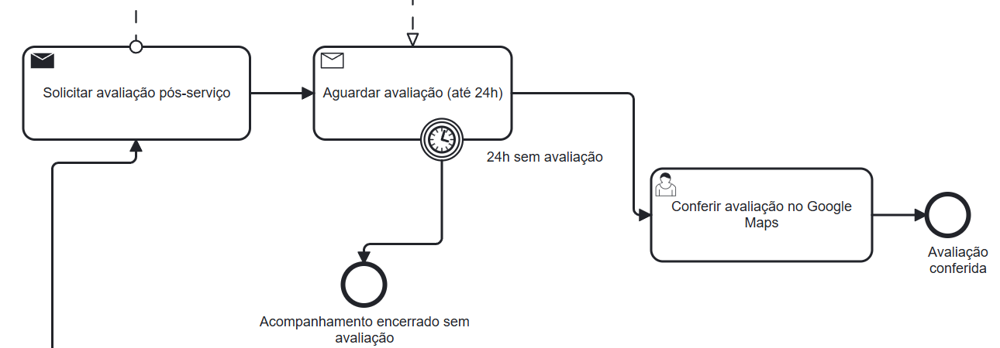 Solicitar avaliação pós-serviço
Aguardar avaliação (até 24h)
24h sem avaliação
Conferir avaliação no Google
Maps
Avaliação
conferida
Acompanhamento encerrado sem
avaliação